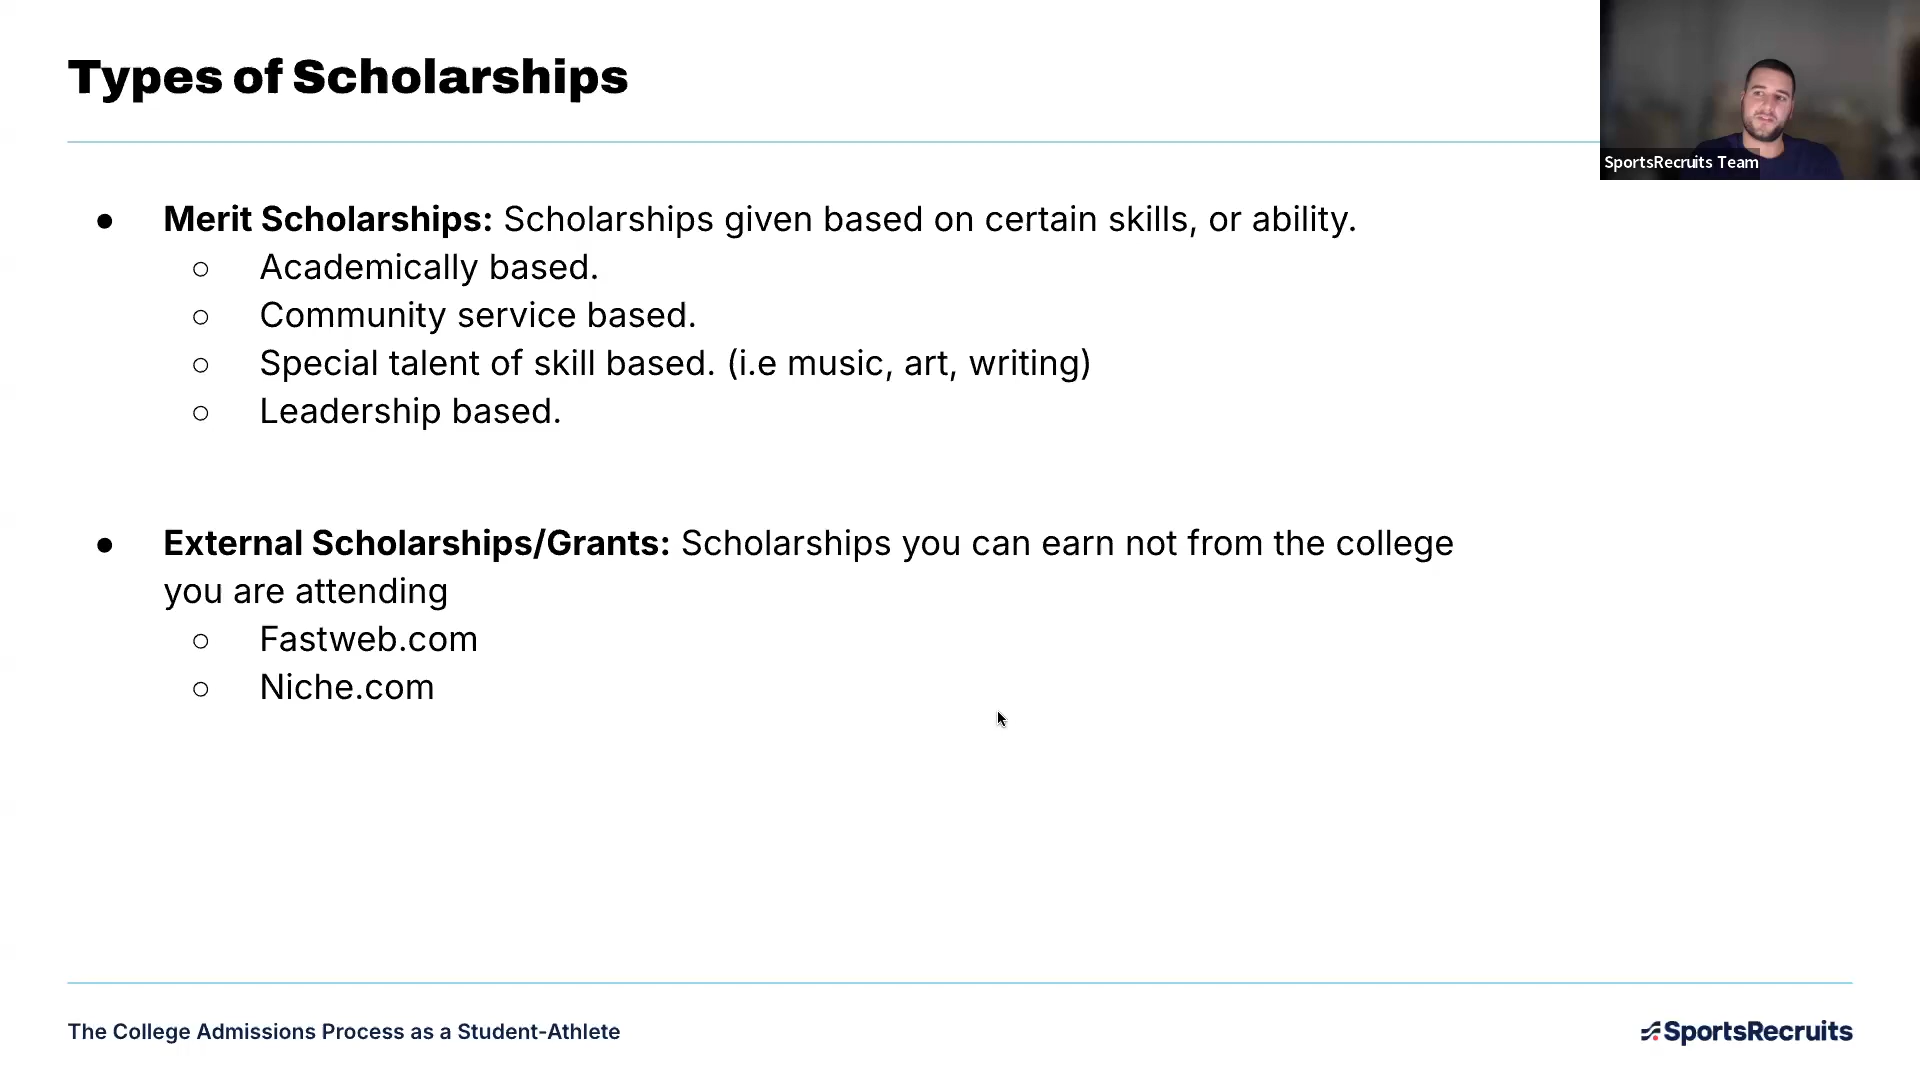 Types of Scholarships
SportsRecruits Team
● Merit Scholarships: Scholarships given based on certain skills, or ability.
○ Academically based.
○ Community service based.
○ Special talent of skill based. (i.e music, art, writing)
○ Leadership based.
● External Scholarships/Grants: Scholarships you can earn not from the college
you are attending
○ Fastweb.com
○ Niche.com
The College Admissions Process as a Student-Athlete
SportsRecruits